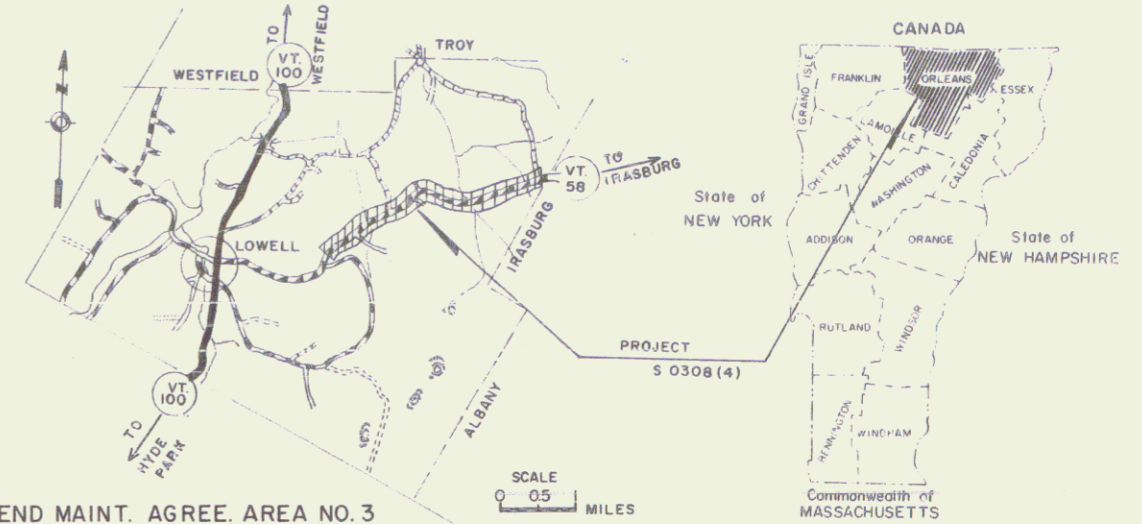 TO
WESTFIELD
VT.
100
WESTFIELD
TROY
VT.
58
TO
IRASBURG
IRASBURG
LOWELL
ALBANY
VT.
100
TO
HYDE
PARK
N
PROJECT
S 0308 (4)
SCALE
0 0.5 1
MILES
END MAINT. AGREE. AREA NO. 3
CANADA
GRAND ISLE
FRANKLIN
ORLEANS
ESSEX
LAMOILLE
CHITTENDEN
WASHINGTON
CALEDONIA
State of
NEW YORK
ADDISON
ORANGE
State of
NEW HAMPSHIRE
RUTLAND
WINDSOR
BENNINGTON
WINDHAM
Commonwealth of
MASSACHUSETTS